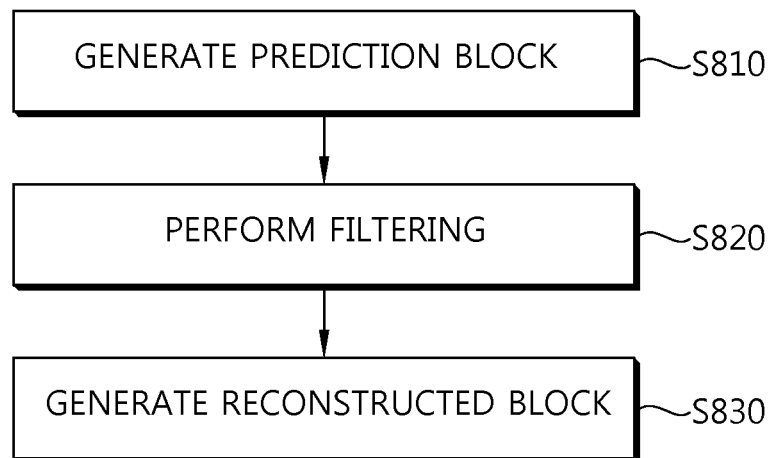 GENERATE PREDICTION BLOCK
S810
PERFORM FILTERING
S820
GENERATE RECONSTRUCTED BLOCK
S830